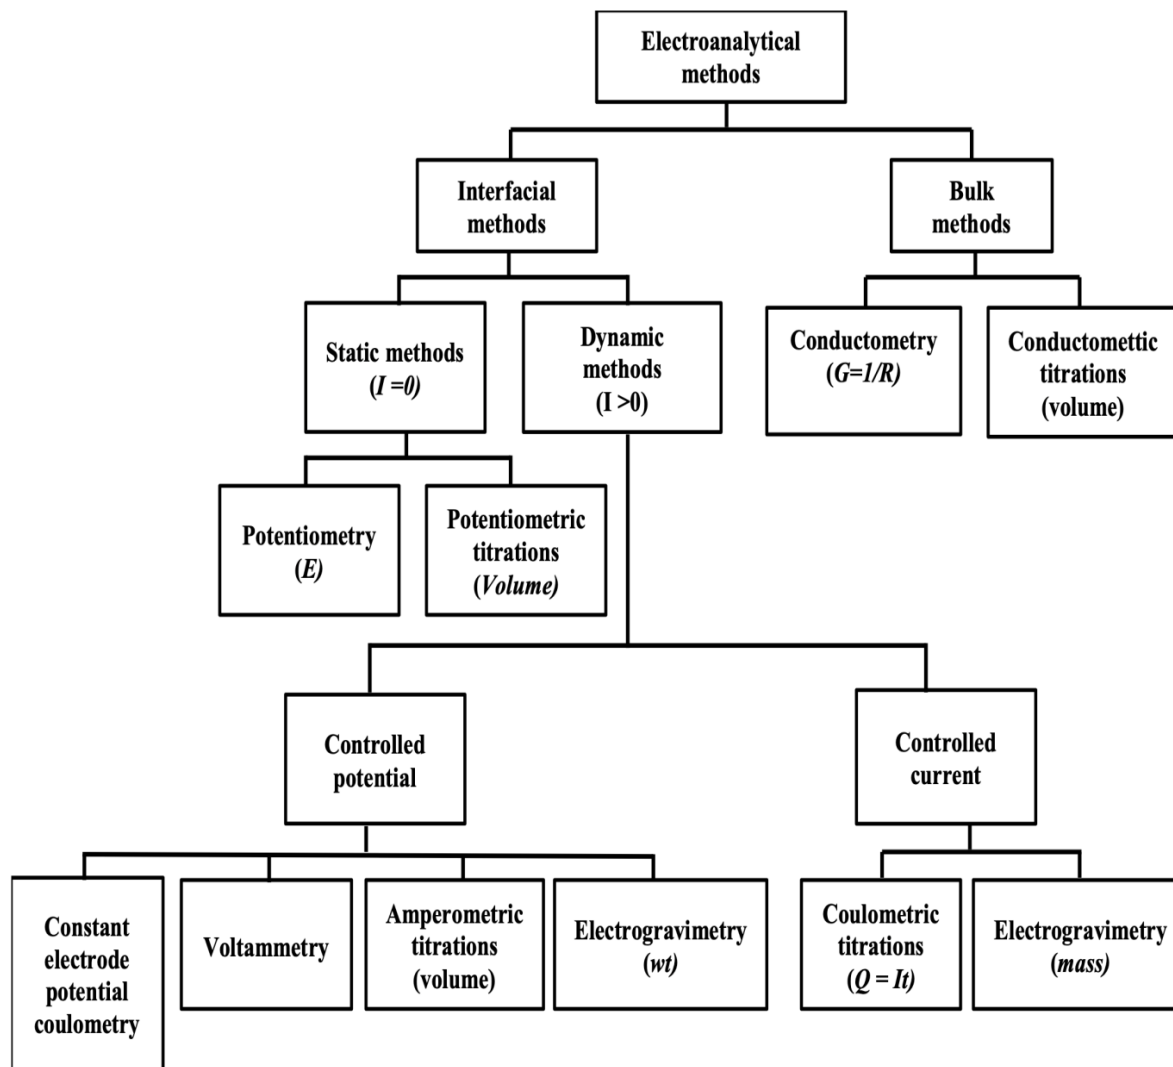 Electroanalytical
methods
Interfacial
methods
Bulk
methods
Static methods
(I =0)
Dynamic
methods
(I >0)
Conductometry
(G=1/R)
Conductomettic
titrations
(volume)
Potentiometry
(E)
Potentiometric
titrations
(Volume)
Controlled
potential
Controlled
current
Constant
electrode
potential
coulometry
Voltammetry
Amperometric
titrations
(volume)
Electrogravimetry
(wt)
Coulometric
titrations
(Q = It)
Electrogravimetry
(mass)